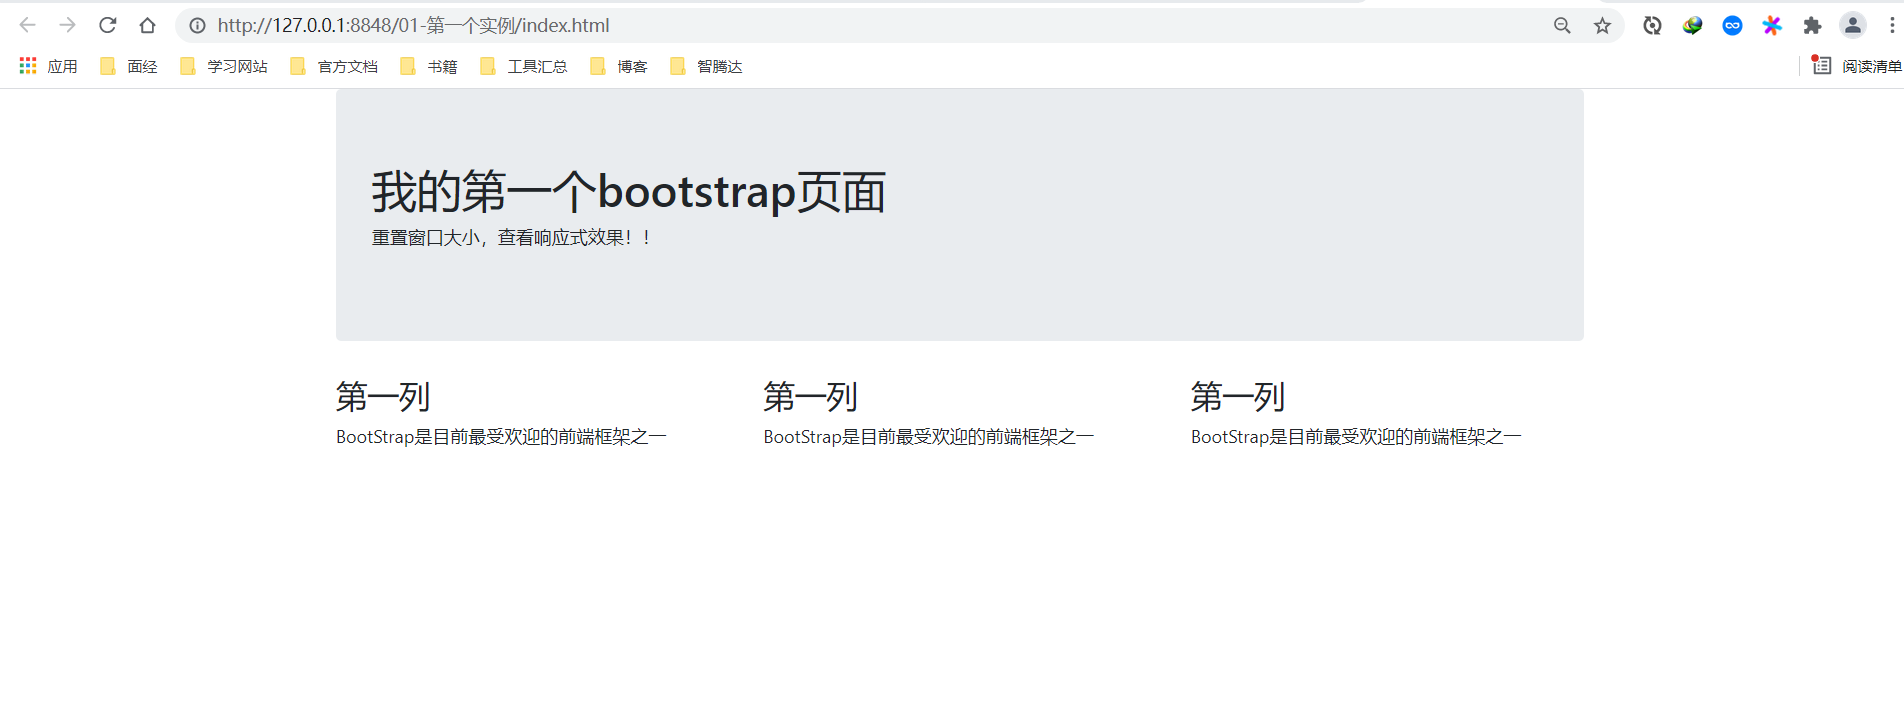 http://127.0.0.1:8848/01-第一个实例/index.html
应用 面经 学习网站 官方文档 书籍 工具汇总 博客 智腾达 阅读清单
我的第一个bootstrap页面
重置窗口大小，查看响应式效果！！
第一列 第一列 第一列
BootStrap是目前最受欢迎的前端框架之一 BootStrap是目前最受欢迎的前端框架之一 BootStrap是目前最受欢迎的前端框架之一